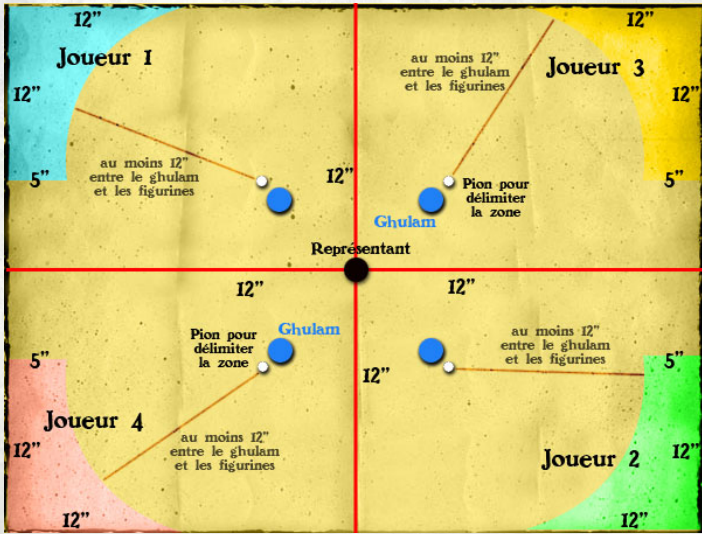 12”
12”
Joueur 1
Joueur 3
12”
12”
au moins 12”
entre le ghulam
et les figurines
au moins 12”
entre le ghulam
et les figurines
12”
5”
5”
Pion pour
délimiter
la zone
Ghulam
Représentant
12”
12”
Pion pour
délimiter
la zone
Ghulam
au moins 12”
entre le ghulam
et les figurines
5”
5”
12”
Joueur 4
au moins 12”
entre le ghulam
et les figurines
12”
Joueur 2
12”
12”
12”